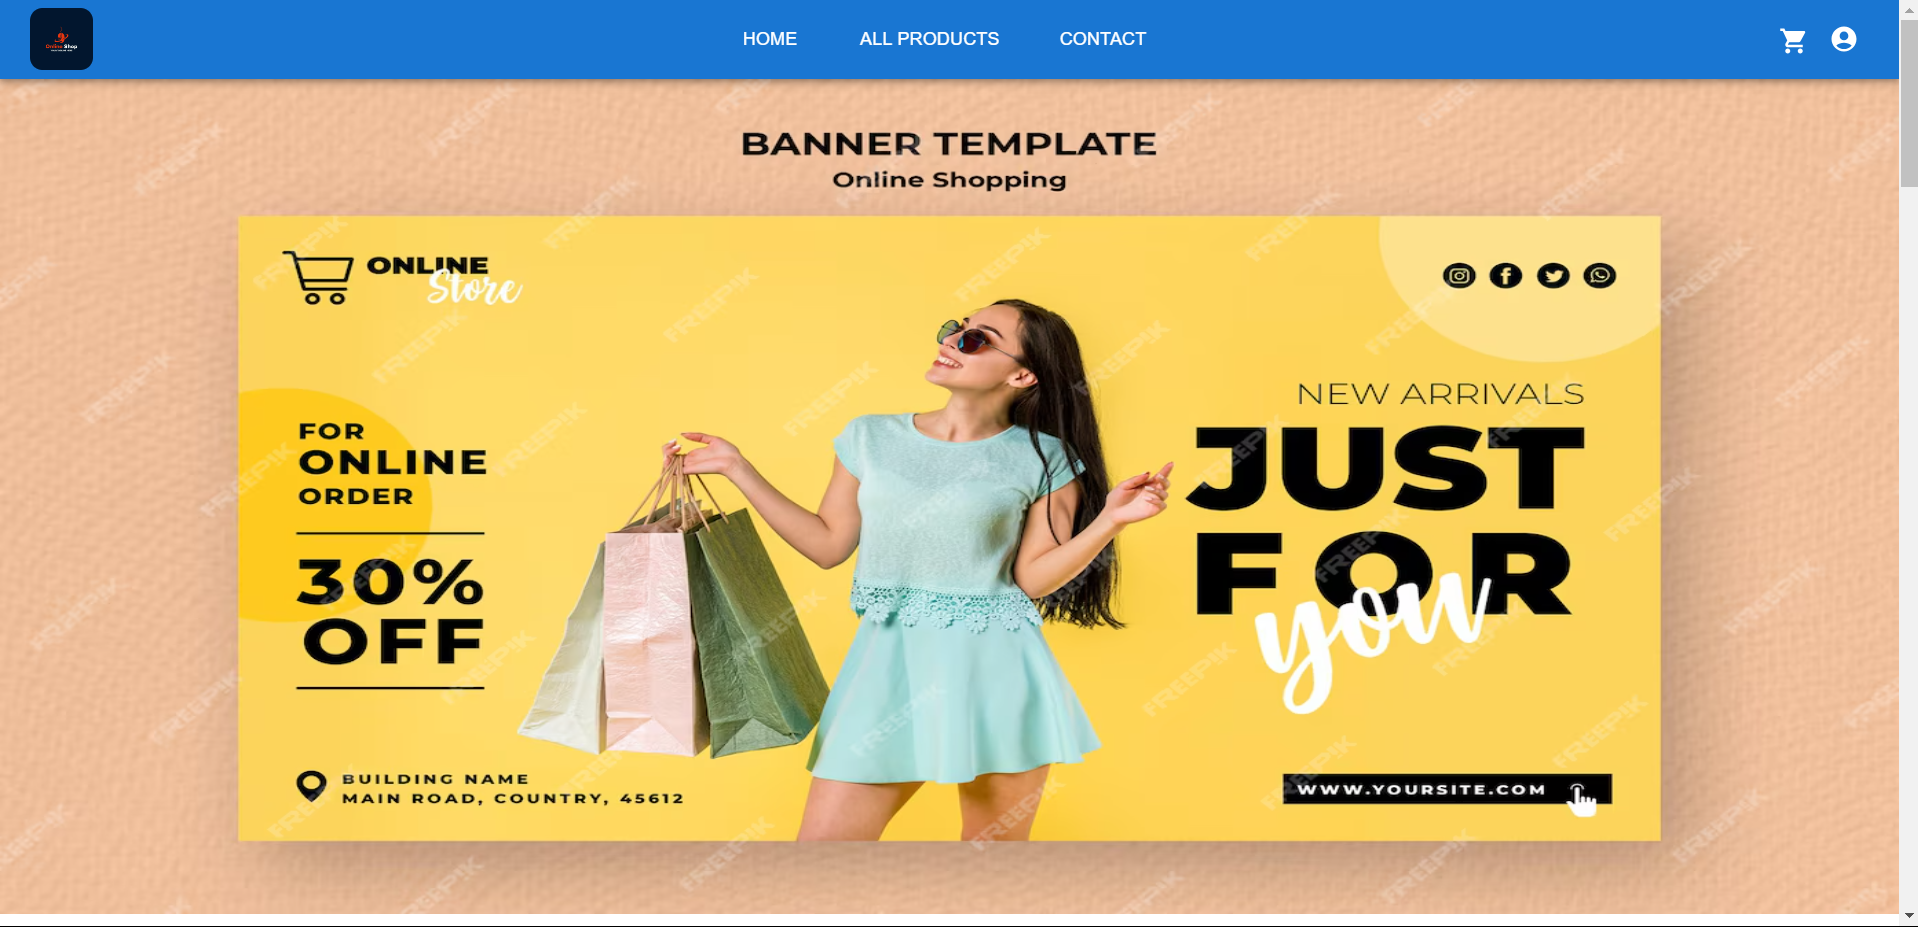 Online Shop
HOME ALL PRODUCTS CONTACT
BANNER TEMPLATE
Online Shopping
ONLINE
Store
FOR
ONLINE
ORDER
30%
OFF
NEW ARRIVALS
JUST
FOR
you
BUILDING NAME
MAIN ROAD, COUNTRY, 45612
WWW.YOURSITE.COM
FREEPIK